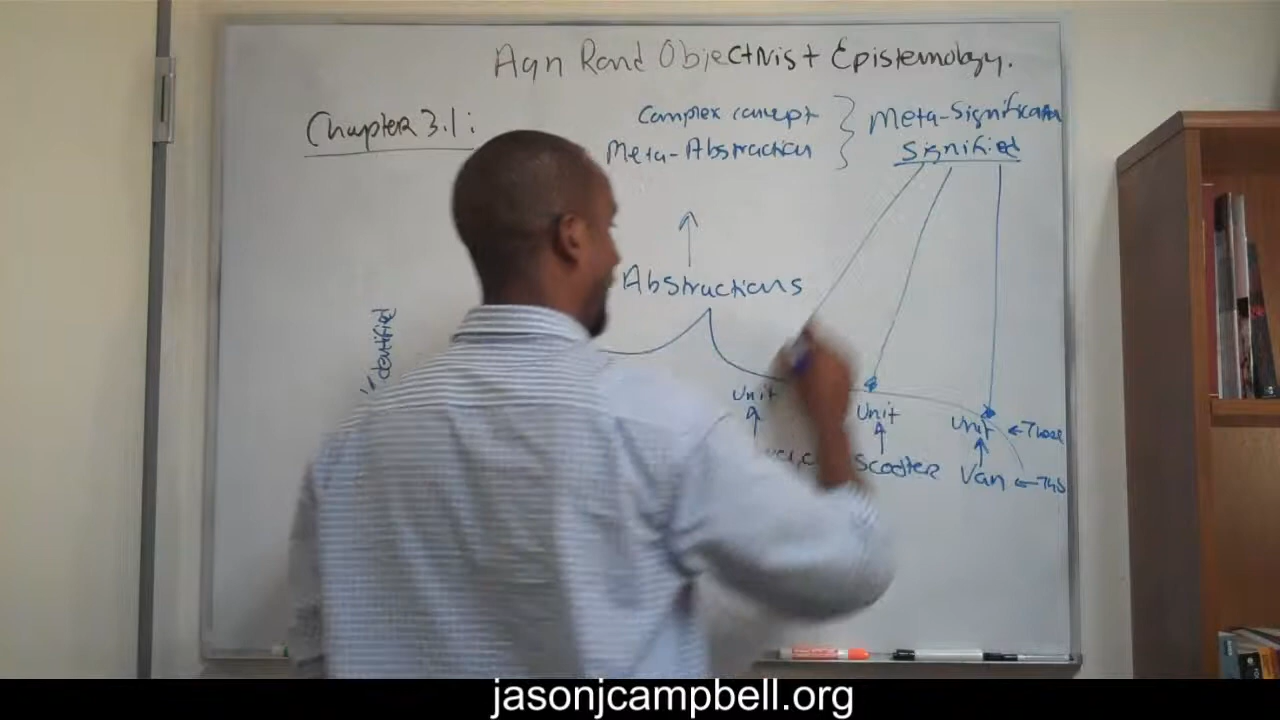 Ayn Rand Objectivist Epistemology.
Chapter 3.1:
Complex concept
Meta-Abstraction
Meta-Signification
Signified
Abstractions
identified
Unit
Unit
Unit
Scooter
Van
jasonjcampbell.org